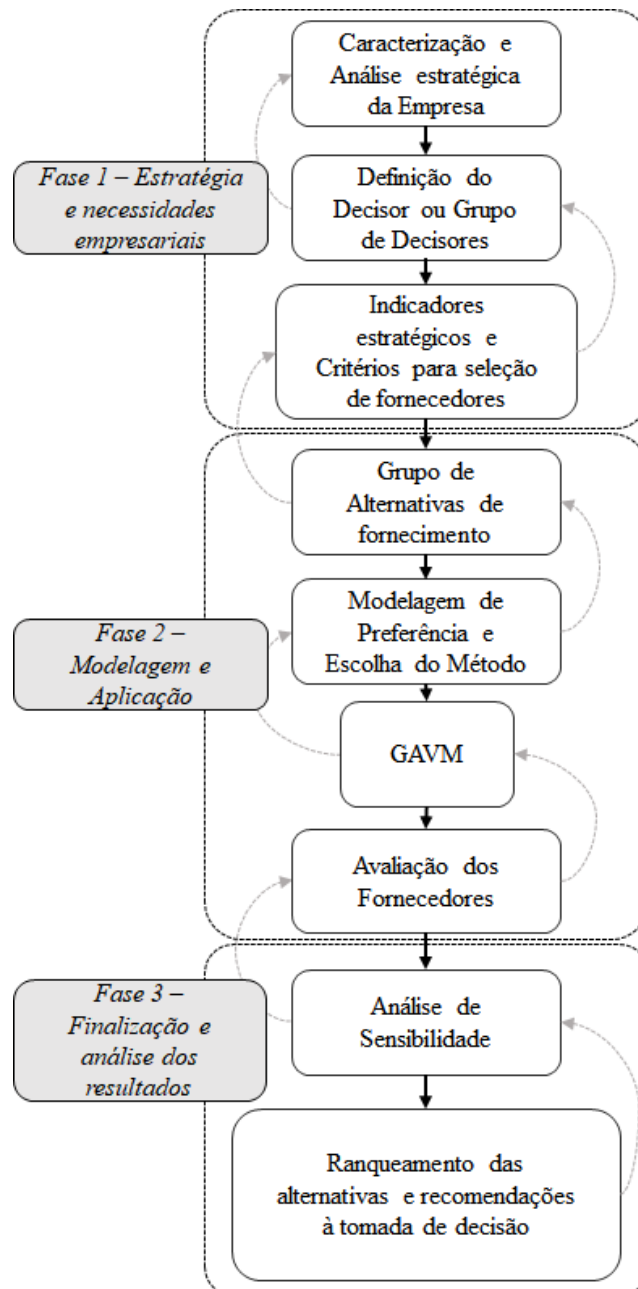 Caracterização e
Análise estratégica
da Empresa
Fase 1 – Estratégia
e necessidades
empresariais
Definição do
Decisor ou Grupo
de Decisores
Indicadores
estratégicos e
Critérios para seleção
de fornecedores
Grupo de
Alternativas de
fornecimento
Fase 2 –
Modelagem e
Aplicação
Modelagem de
Preferência e
Escolha do Método
GAVM
Avaliação dos
Fornecedores
Fase 3 –
Finalização e
análise dos
resultados
Análise de
Sensibilidade
Ranqueamento das
alternativas e recomendações
à tomada de decisão